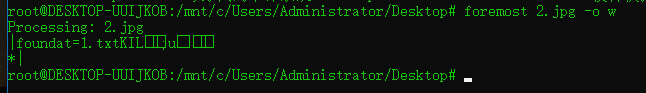 root@DESKTOP-UUIJKOB:/mnt/c/Users/Administrator/Desktop# foremost 2.jpg -o w
Processing: 2.jpg
|foundat=1.txtKIL□□Ju□□□
*|
root@DESKTOP-UUIJKOB:/mnt/c/Users/Administrator/Desktop#